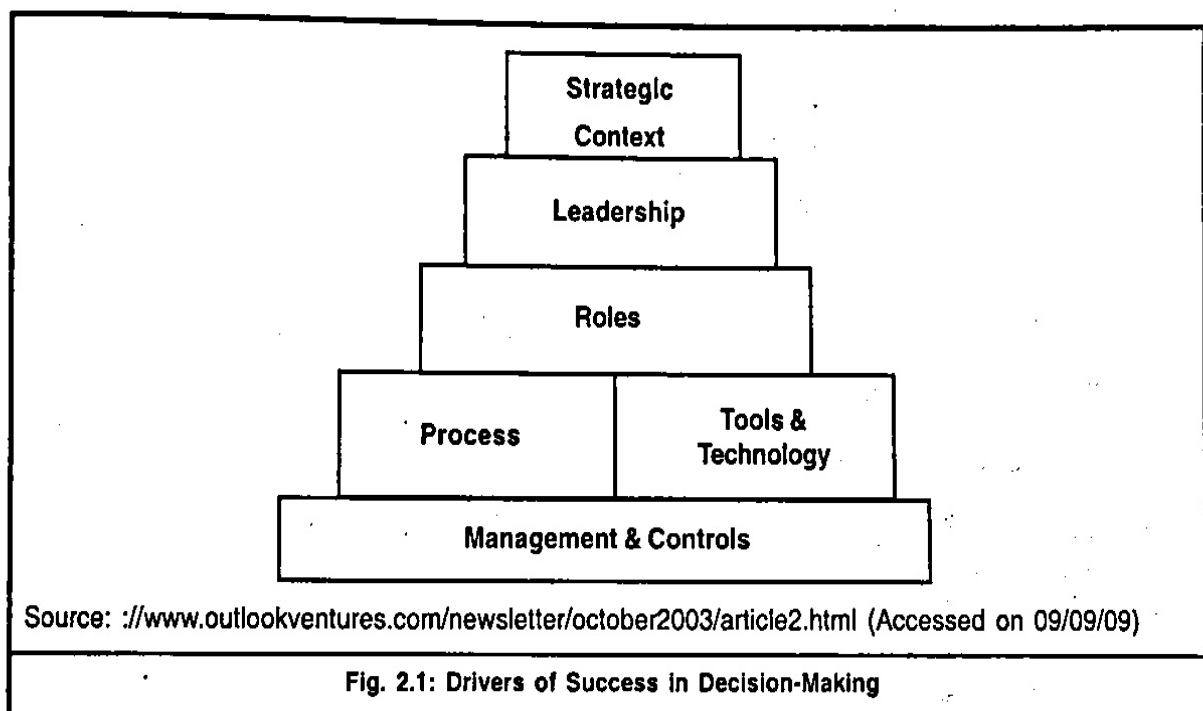 Strategic
Context
Leadership
Roles
Process
Tools &
Technology
Management & Controls
Source: ://www.outlookventures.com/newsletter/october2003/article2.html (Accessed on 09/09/09)
Fig. 2.1: Drivers of Success in Decision-Making